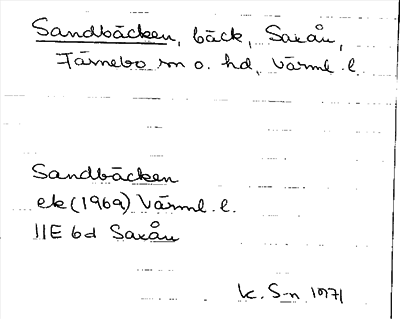 Sandbäcken, bäck, Saxån,
Färnebo sn o. hd, Värml. l.
Sandbäcken
ek (1969) Värml. l.
11E 6d Saxån
K. S-n 1971